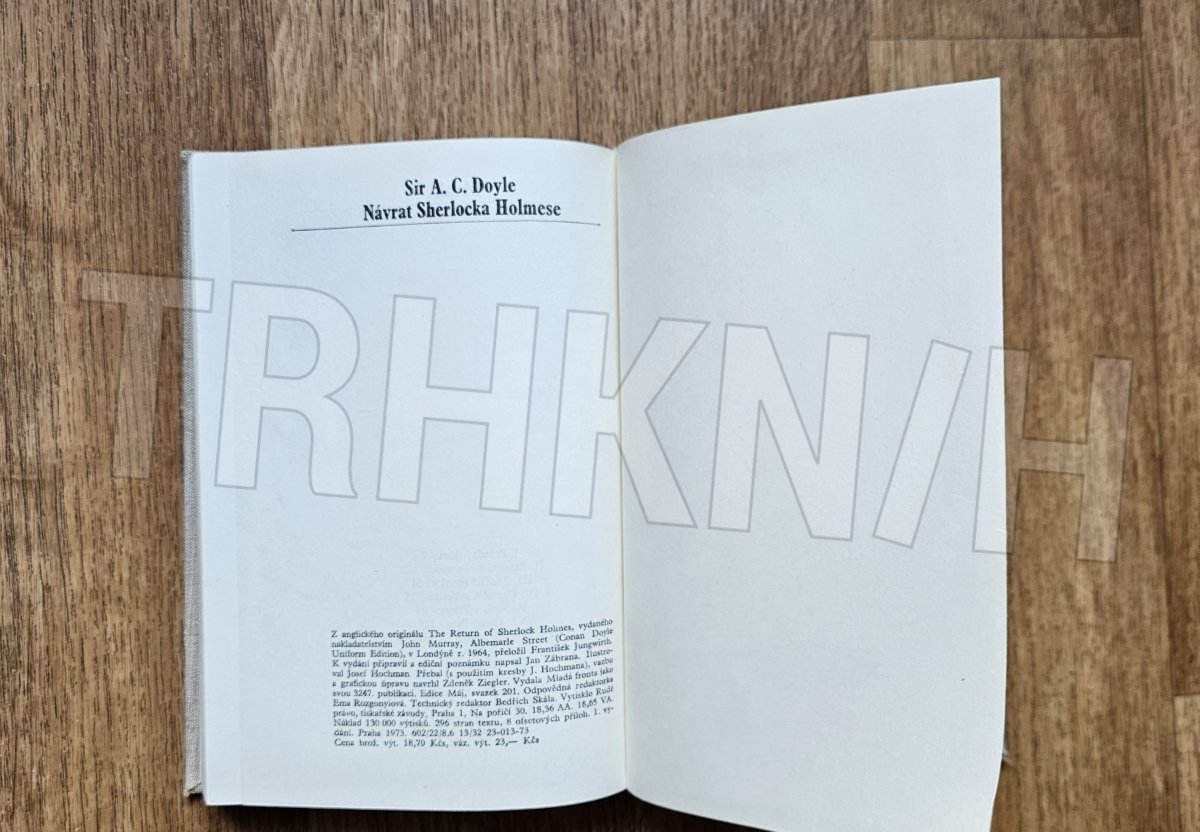 Sir A. C. Doyle
Návrat Sherlocka Holmese
TRHKNIH
Z anglického originálu The Return of Sherlock Holmes, vydaného
nakladatelstvím John Murray, Albemarle Street (Conan Doyle
Uniform Edition), v Londýně r. 1964, přeložil František Jungwirth.
K vydání připravil a ediční poznámku napsal Jan Zábrana. Ilustro-
val Josef Hochman. Přebal (s použitím kresby J. Hochmana), vazbu
a grafickou úpravu navrhl Zdeněk Ziegler. Vydala Mladá fronta jako
svou 3247. publikaci. Edice Máj, svazek 201. Odpovědná redaktorka
Ema Rozgonyiová. Technický redaktor Bedřich Skála. Vytisklo Rudé
právo, tiskařské závody, Praha 1, Na poříčí 30. 18,36 AA. 18,65 VA.
Náklad 130 000 výtisků. 296 stran textu, 8 ofsetových příloh. 1. vy-
dání. Praha 1973. 602/22/8,6 13/32 23-013-73
Cena brož. výt. 18,70 Kčs, váz. výt. 23,— Kčs